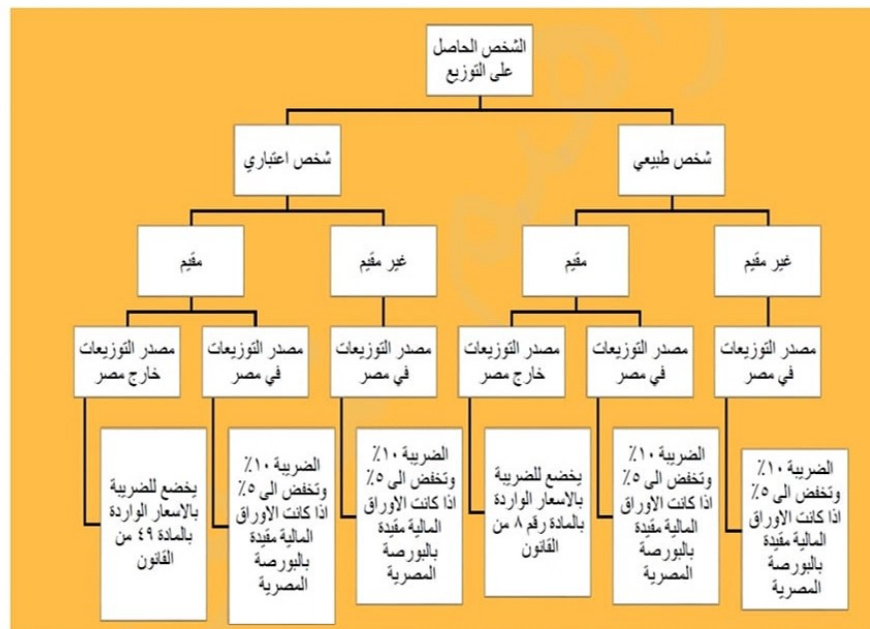 الشخص الحاصل
على التوزيع
شخص طبيعي
شخص اعتباري
غير مقيم
مقيم
غير مقيم
مقيم
مصدر التوزيعات
في مصر
مصدر التوزيعات
في مصر
مصدر التوزيعات
خارج مصر
مصدر التوزيعات
في مصر
مصدر التوزيعات
في مصر
مصدر التوزيعات
خارج مصر
الضريبة ١٠٪
وتخفض الى ٥٪
اذا كانت الاوراق
المالية مقيدة
بالبورصة
المصرية
الضريبة ١٠٪
وتخفض الى ٥٪
اذا كانت الاوراق
المالية مقيدة
بالبورصة
المصرية
يخضع للضريبة
بالاسعار الواردة
بالمادة رقم ٨ من
القانون
الضريبة ١٠٪
وتخفض الى ٥٪
اذا كانت الاوراق
المالية مقيدة
بالبورصة
المصرية
الضريبة ١٠٪
وتخفض الى ٥٪
اذا كانت الاوراق
المالية مقيدة
بالبورصة
المصرية
يخضع للضريبة
بالاسعار الواردة
بالمادة ٤٩ من
القانون